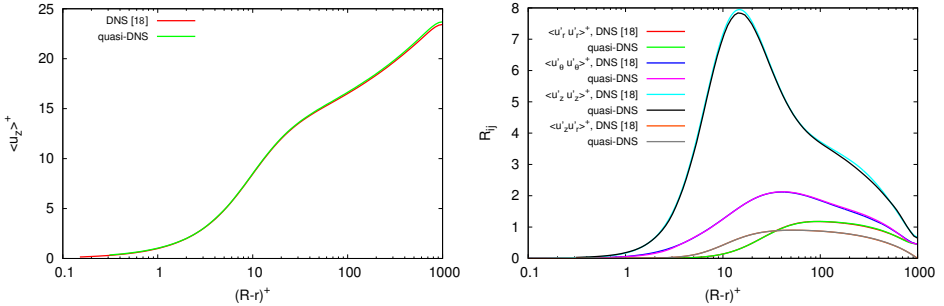 25
20
15
10
5
0
<u_z>^+
DNS [18]
quasi-DNS
0.1 1 10 100 1000
(R-r)^+
8
7
6
5
4
3
2
1
0
R_ij
<u'_r u'_r>^+, DNS [18]
quasi-DNS
<u'_θ u'_θ>^+, DNS [18]
quasi-DNS
<u'_z u'_z>^+, DNS [18]
quasi-DNS
<u'_z u'_r>^+, DNS [18]
quasi-DNS
0.1 1 10 100 1000
(R-r)^+